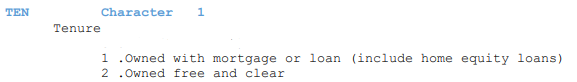 TEN Character 1
Tenure
1 .Owned with mortgage or loan (include home equity loans)
2 .Owned free and clear